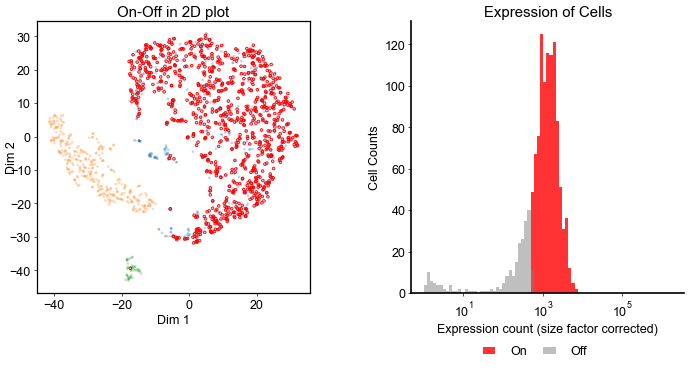 On-Off in 2D plot
30
20
10
0
−10
−20
−30
−40
Dim 2
−40
−20
0
20
Dim 1
Expression of Cells
120
100
80
60
40
20
0
Cell Counts
10^1
10^3
10^5
Expression count (size factor corrected)
On
Off